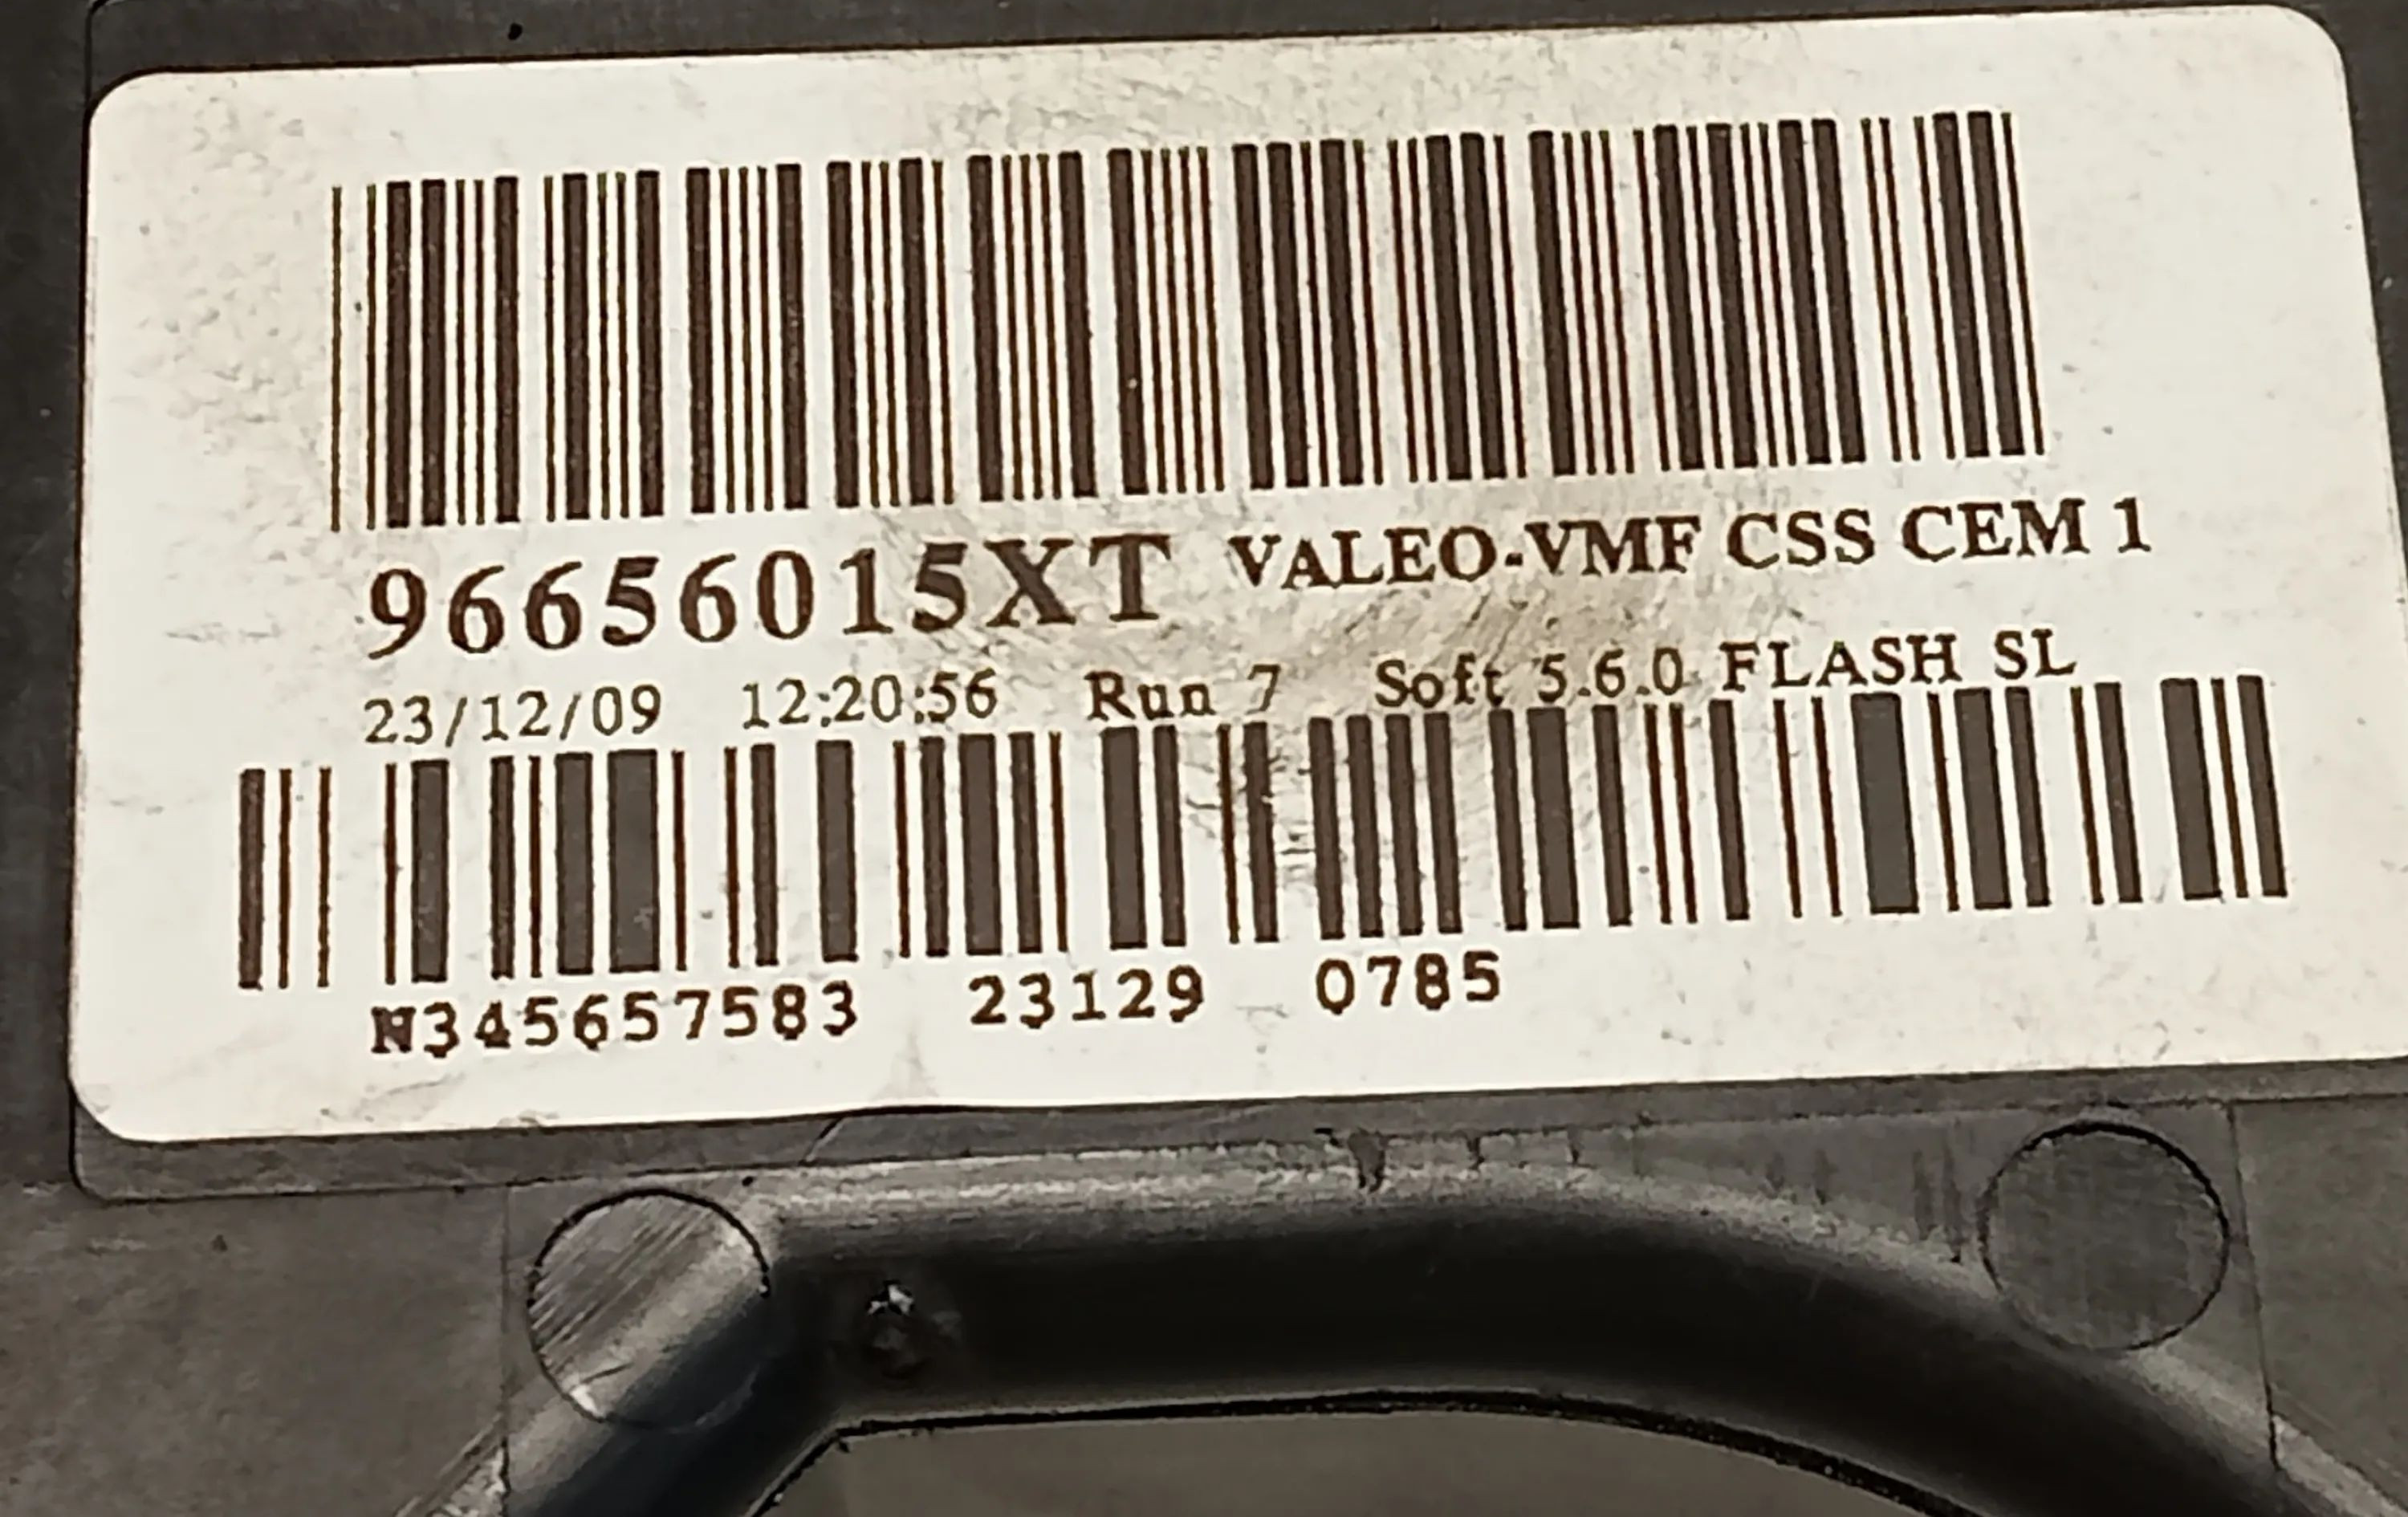 96656015XT VALEO-VMF CSS CEM 1
23/12/09 12:20:56 Run 7 Soft 5.6.0 FLASH SL
N345657583 23129 0785